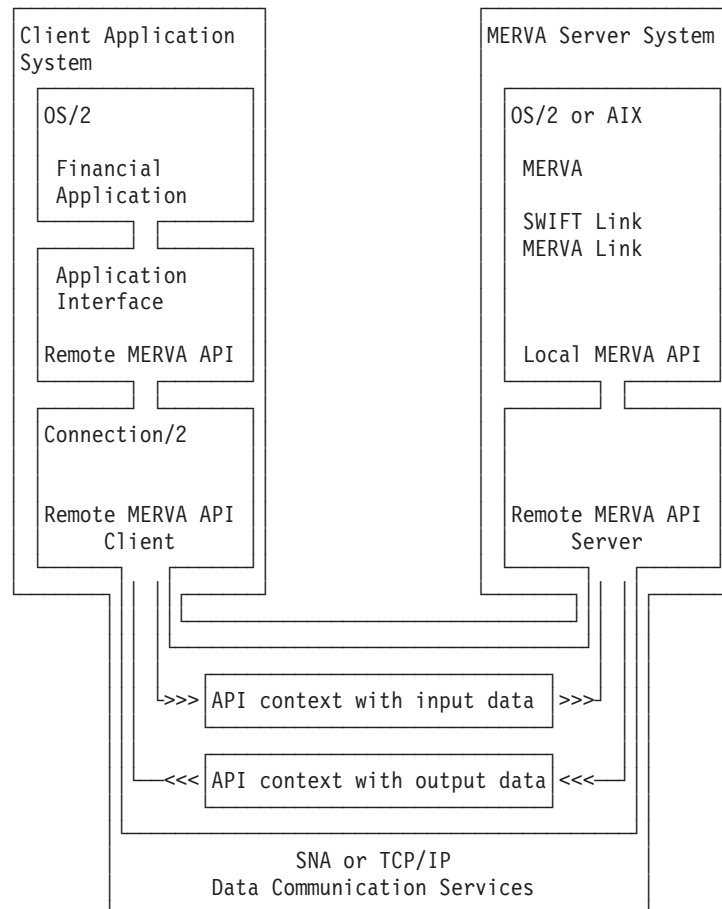 Client Application
System
OS/2
Financial
Application
Application
Interface
Remote MERVA API
Connection/2
Remote MERVA API
Client
MERVA Server System
OS/2 or AIX
MERVA
SWIFT Link
MERVA Link
Local MERVA API
Remote MERVA API
Server
>>> API context with input data >>>
<<< API context with output data <<<
SNA or TCP/IP
Data Communication Services